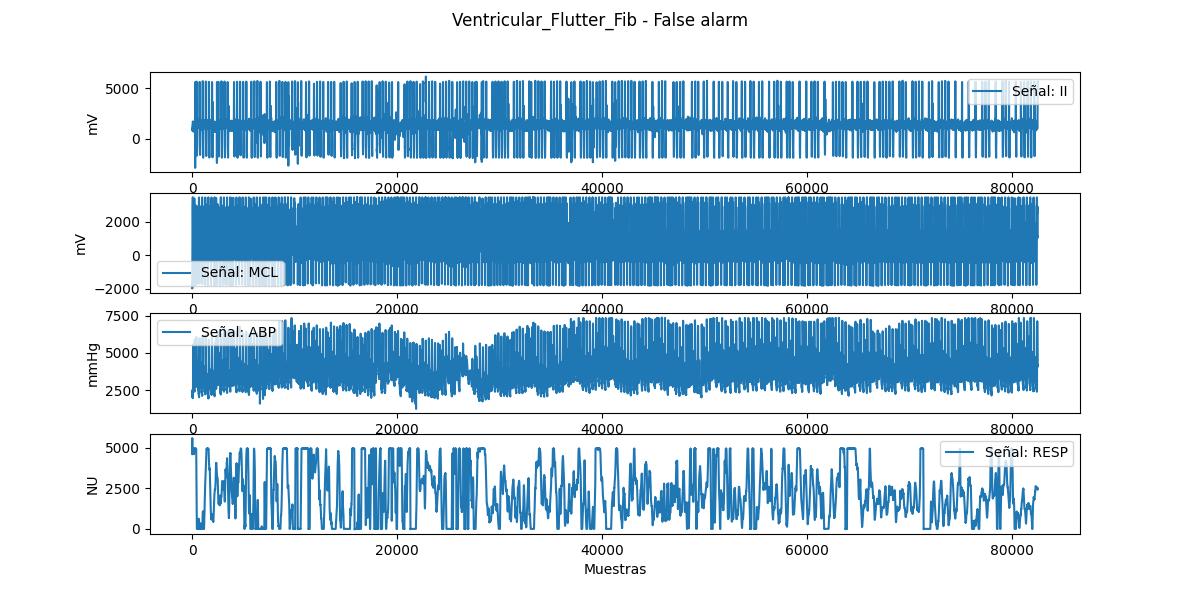 Ventricular_Flutter_Fib - False alarm
5000
0
mV
Señal: II
0 20000 40000 60000 80000
2000
0
−2000
mV
Señal: MCL
0 20000 40000 60000 80000
7500
5000
2500
mmHg
Señal: ABP
0 20000 40000 60000 80000
5000
2500
0
NU
Señal: RESP
0 20000 40000 60000 80000
Muestras